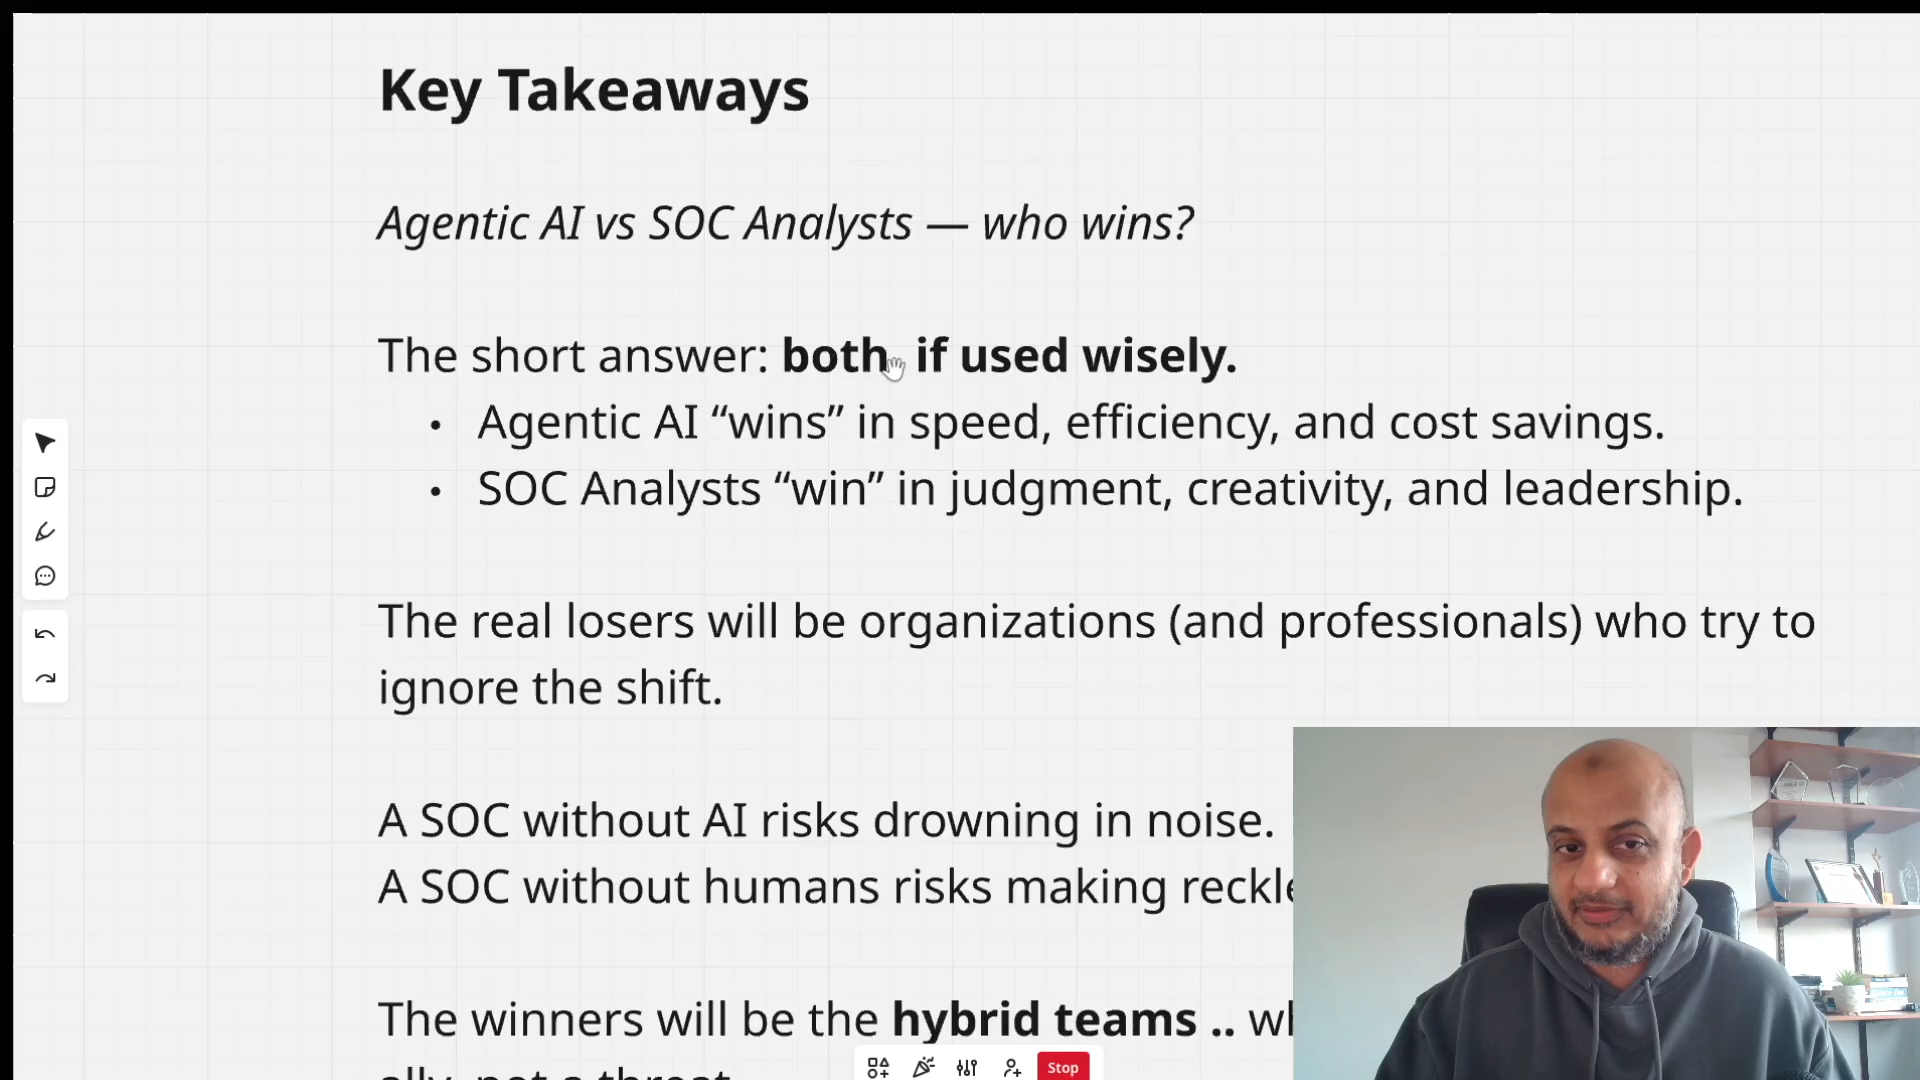 Key Takeaways
Agentic AI vs SOC Analysts — who wins?
The short answer: both if used wisely.
• Agentic AI “wins” in speed, efficiency, and cost savings.
• SOC Analysts “win” in judgment, creativity, and leadership.
The real losers will be organizations (and professionals) who try to
ignore the shift.
A SOC without AI risks drowning in noise.
A SOC without humans risks making
The winners will be the hybrid teams ..
ally, not a threat
Stop